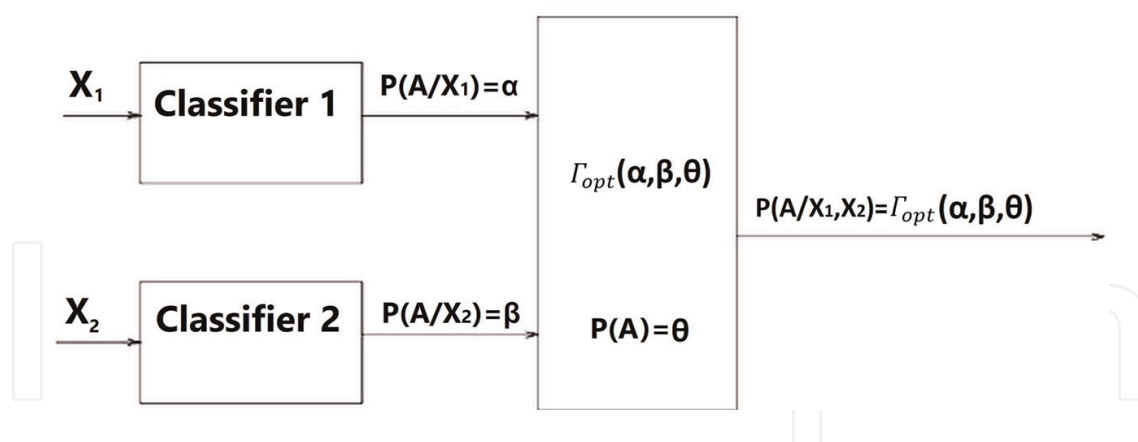 X₁
Classifier 1
P(A/X₁)=α
Γₒₚₜ(α,β,θ)
P(A/X₁,X₂)=Γₒₚₜ(α,β,θ)
X₂
Classifier 2
P(A/X₂)=β
P(A)=θ